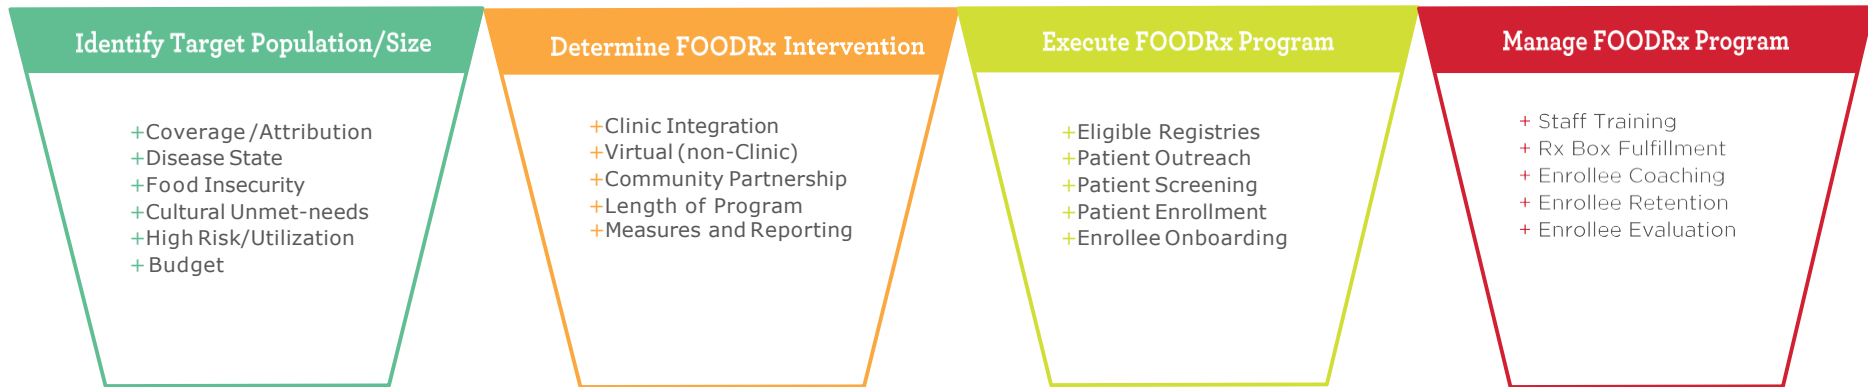 Identify Target Population/Size
+Coverage/Attribution
+Disease State
+Food Insecurity
+Cultural Unmet-needs
+High Risk/Utilization
+Budget
Determine FOODRx Intervention
+Clinic Integration
+Virtual (non-Clinic)
+Community Partnership
+Length of Program
+Measures and Reporting
Execute FOODRx Program
+Eligible Registries
+Patient Outreach
+Patient Screening
+Patient Enrollment
+Enrollee Onboarding
Manage FOODRx Program
+ Staff Training
+ Rx Box Fulfillment
+ Enrollee Coaching
+ Enrollee Retention
+ Enrollee Evaluation